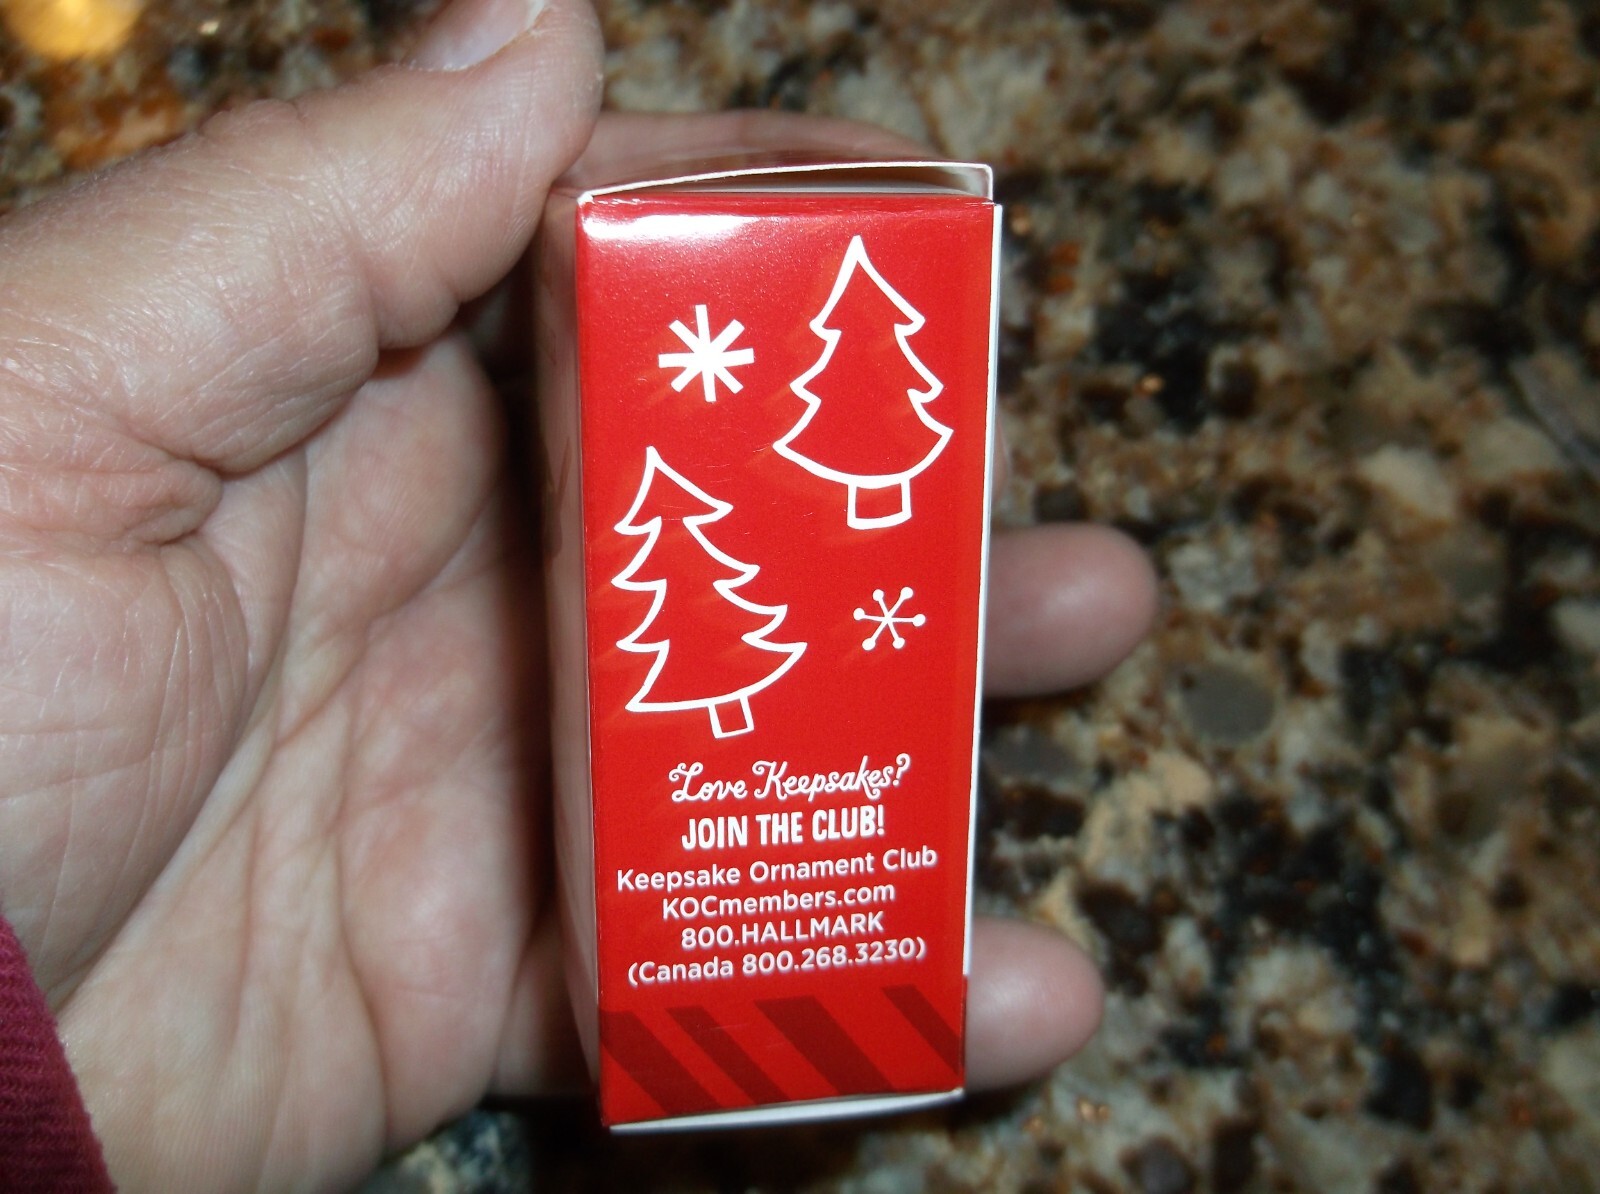 Love Keepsakes?
JOIN THE CLUB!
Keepsake Ornament Club
KOCmembers.com
800.HALLMARK
(Canada 800.268.3230)